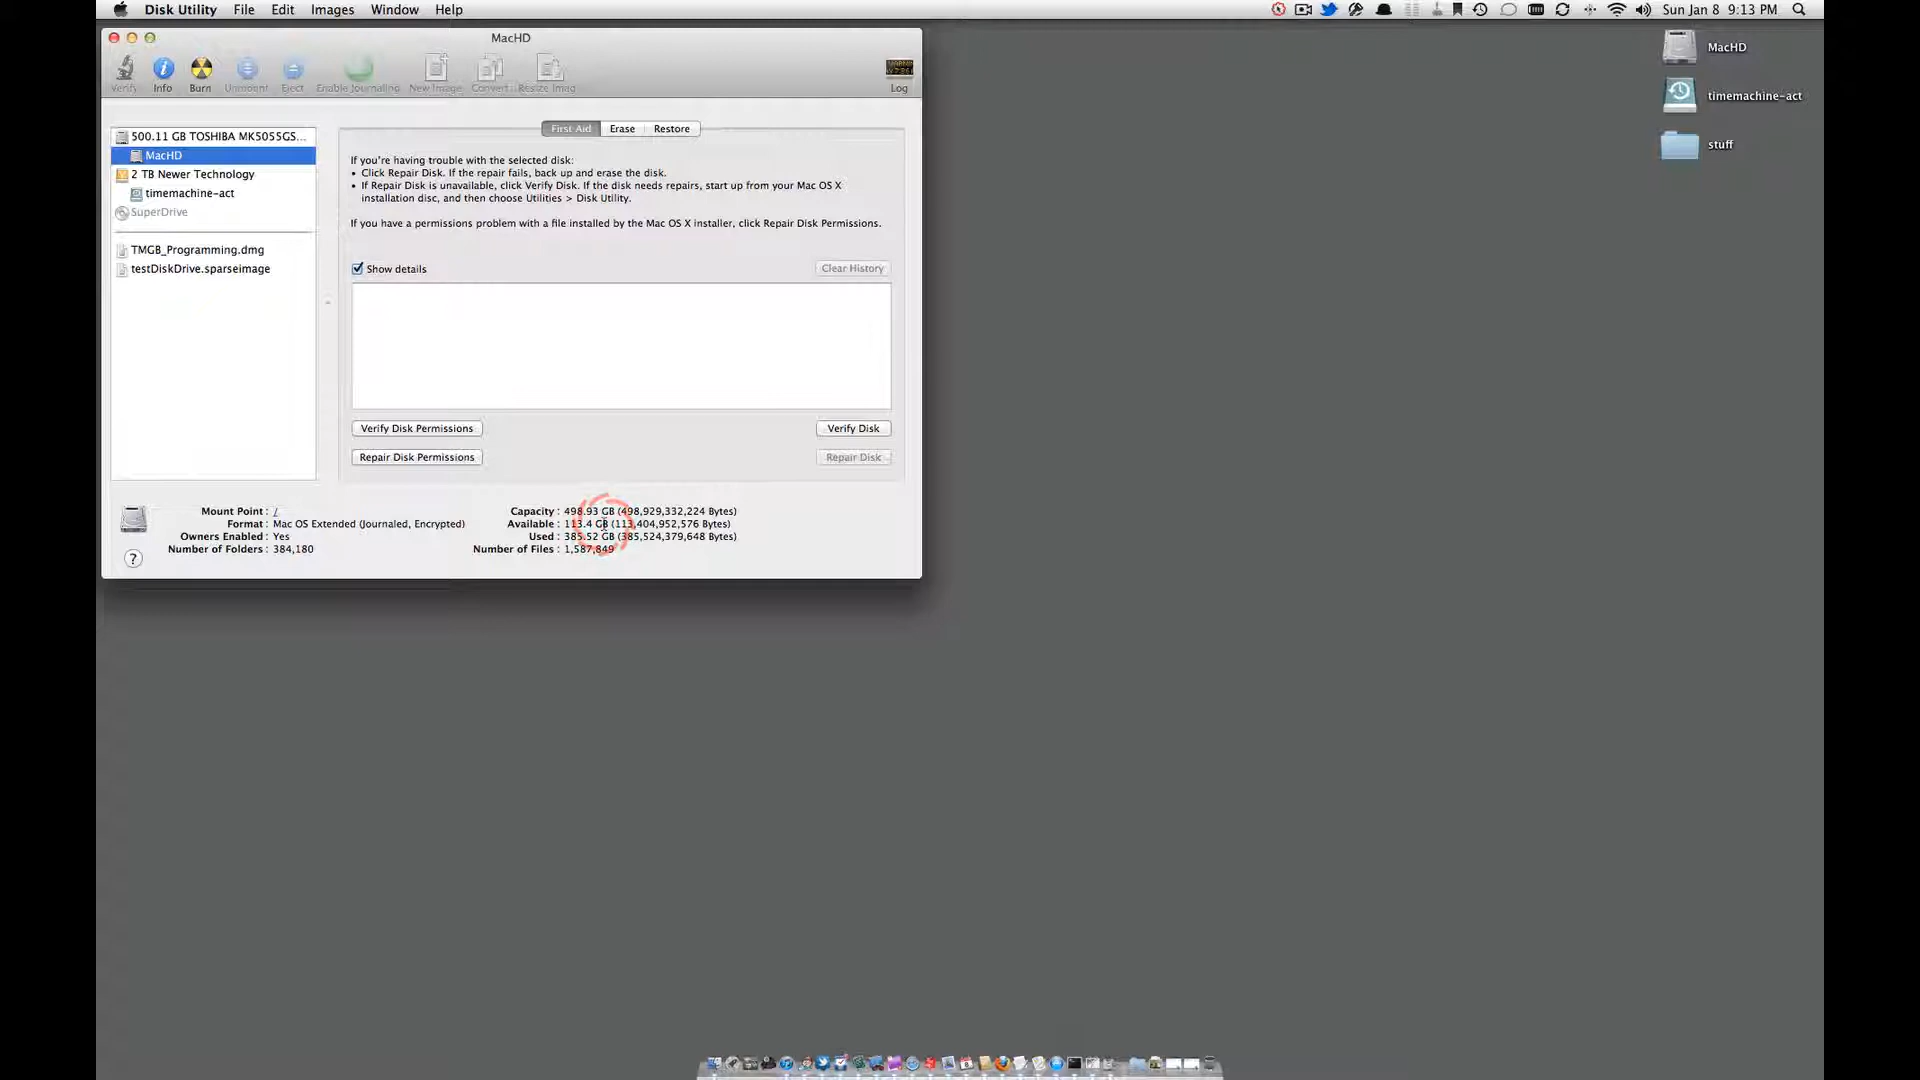 Disk Utility File Edit Images Window Help
Sun Jan 8 9:13 PM
MacHD
Verify Info Burn Unmount Eject Enable Journaling New Image Convert Resize Imag
Log
500.11 GB TOSHIBA MK5055GS...
MacHD
2 TB Newer Technology
timemachine-act
SuperDrive
TMGB_Programming.dmg
testDiskDrive.sparseimage
First Aid Erase Restore
If you're having trouble with the selected disk:
• Click Repair Disk. If the repair fails, back up and erase the disk.
• If Repair Disk is unavailable, click Verify Disk. If the disk needs repairs, start up from your Mac OS X
installation disc, and then choose Utilities > Disk Utility.
If you have a permissions problem with a file installed by the Mac OS X installer, click Repair Disk Permissions.
Show details
Clear History
Verify Disk Permissions
Verify Disk
Repair Disk Permissions
Repair Disk
Mount Point : /
Format : Mac OS Extended (Journaled, Encrypted)
Owners Enabled : Yes
Number of Folders : 384,180
Capacity : 498.93 GB (498,929,332,224 Bytes)
Available : 113.4 GB (113,404,952,576 Bytes)
Used : 385.52 GB (385,524,379,648 Bytes)
Number of Files : 1,587,849
?
MacHD
timemachine-act
stuff